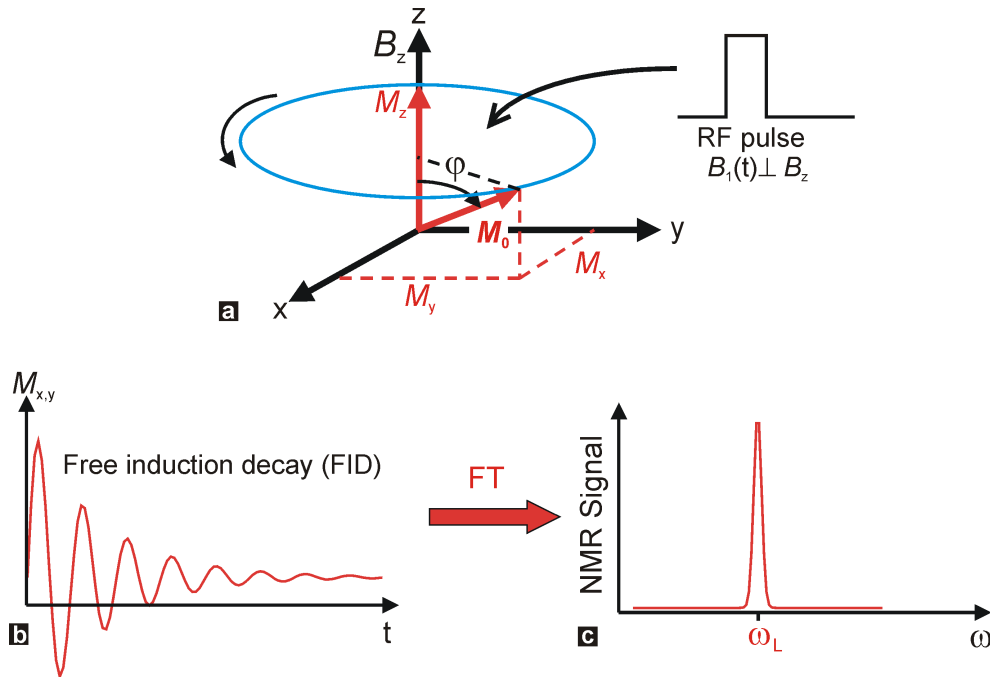 z
B_z
M_z
φ
M_0
y
M_x
M_y
x
a
RF pulse
B_1(t)⊥ B_z
M_x,y
Free induction decay (FID)
t
b
FT
NMR Signal
c
ω_L
ω